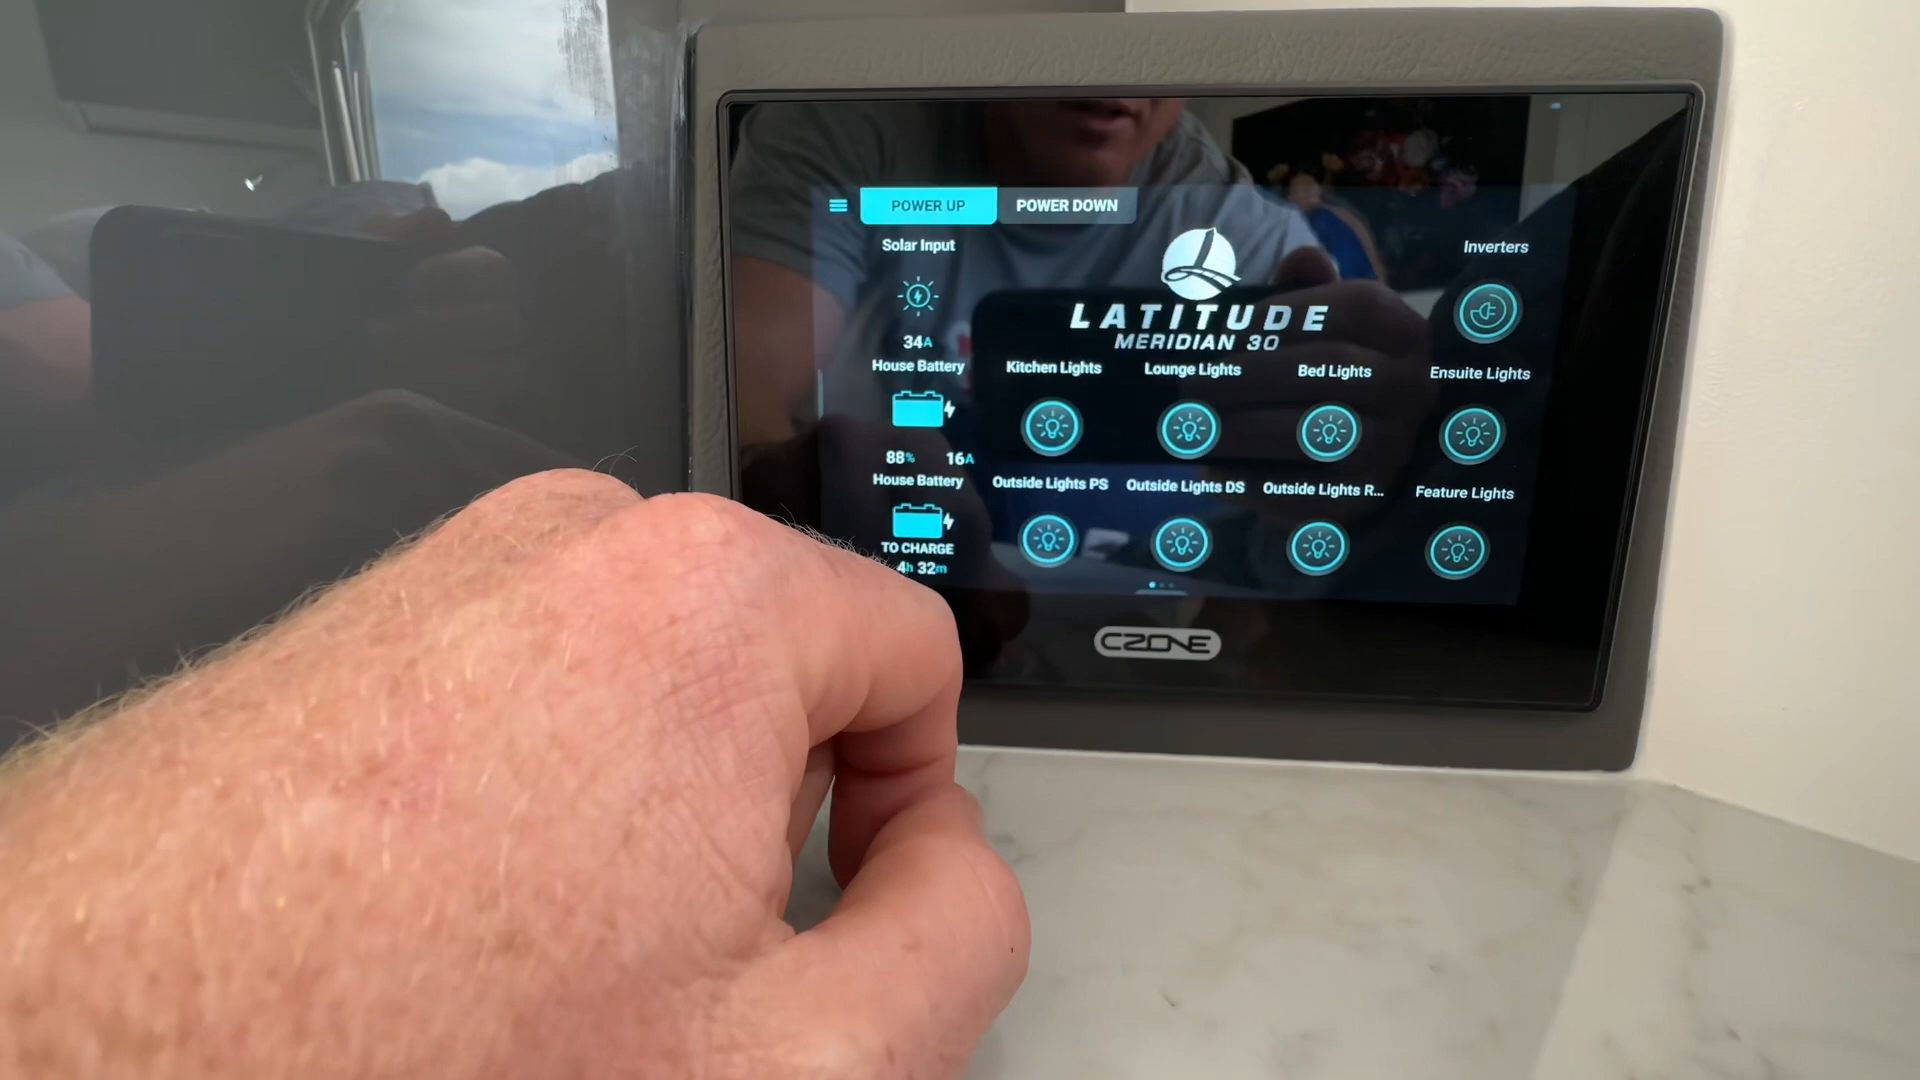 POWER UP POWER DOWN
Solar Input
Inverters
34A
LATITUDE
MERIDIAN 30
House Battery
Kitchen Lights
Lounge Lights
Bed Lights
Ensuite Lights
88% 16A
House Battery
Outside Lights PS
Outside Lights DS
Outside Lights R...
Feature Lights
TO CHARGE
4h 32m
CZONE